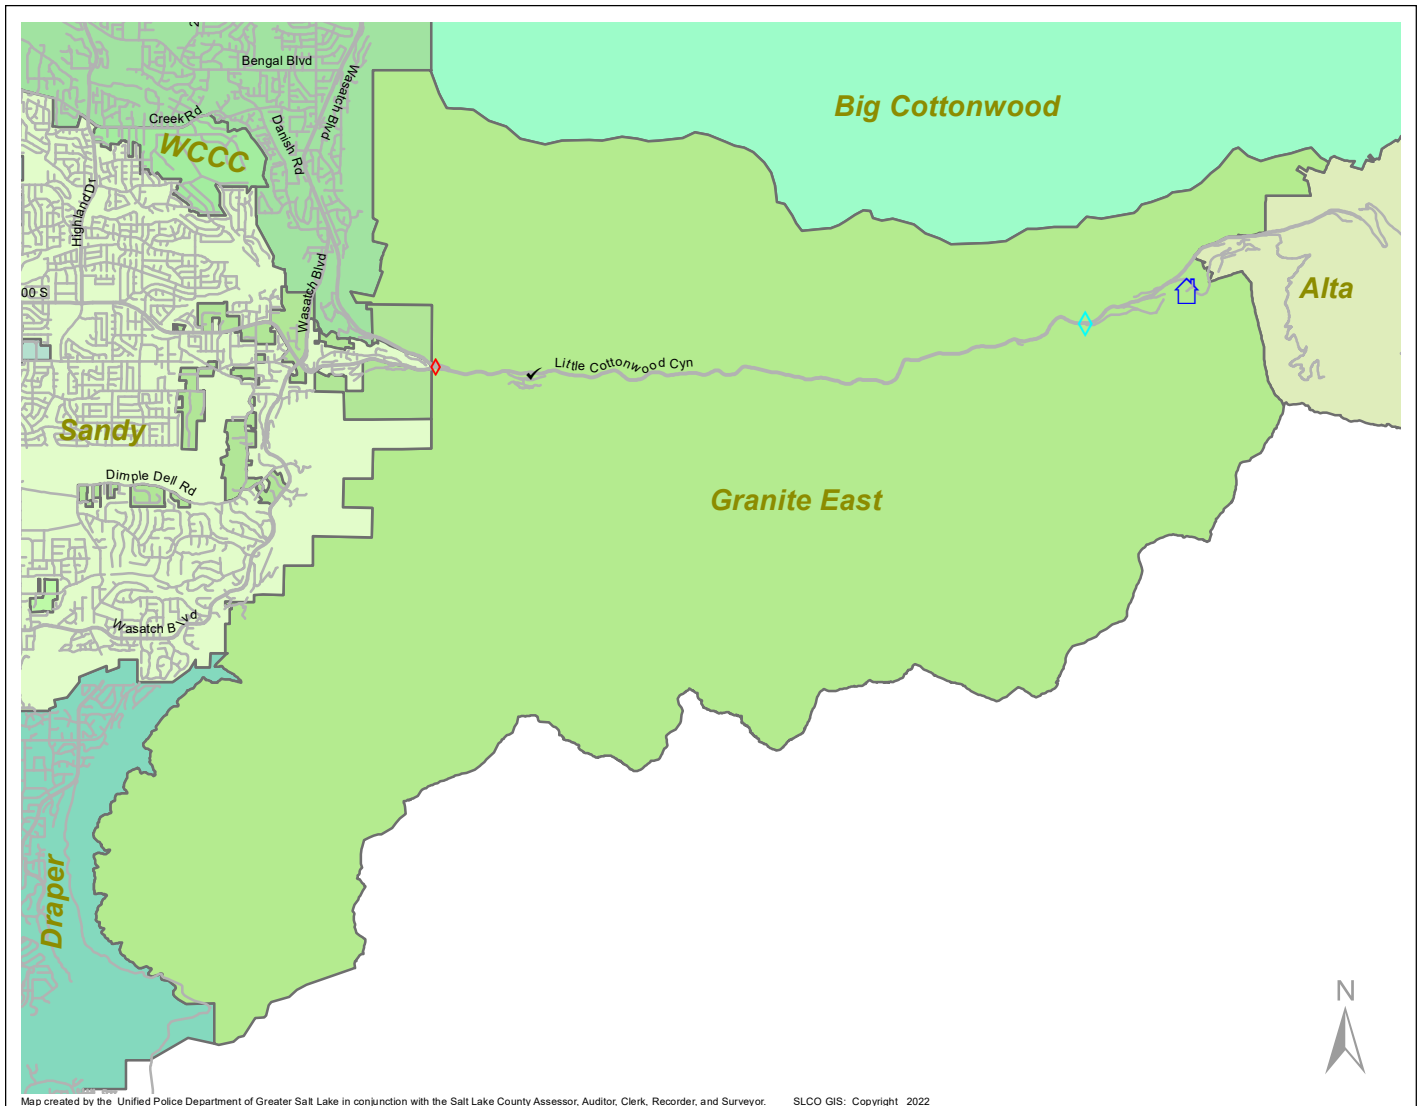 Bengal Blvd
Wasatch Blvd
Big Cottonwood
Creek Rd
Danish Rd
WCCC
Highland Dr
Wasatch Blvd
00 S
Alta
Little Cottonwood Cyn
Sandy
Dimple Dell Rd
Granite East
Wasatch Blvd
Draper
N
Map created by the Unified Police Department of Greater Salt Lake in conjunction with the Salt Lake County Assessor, Auditor, Clerk, Recorder, and Surveyor. SLCO GIS: Copyright 2022